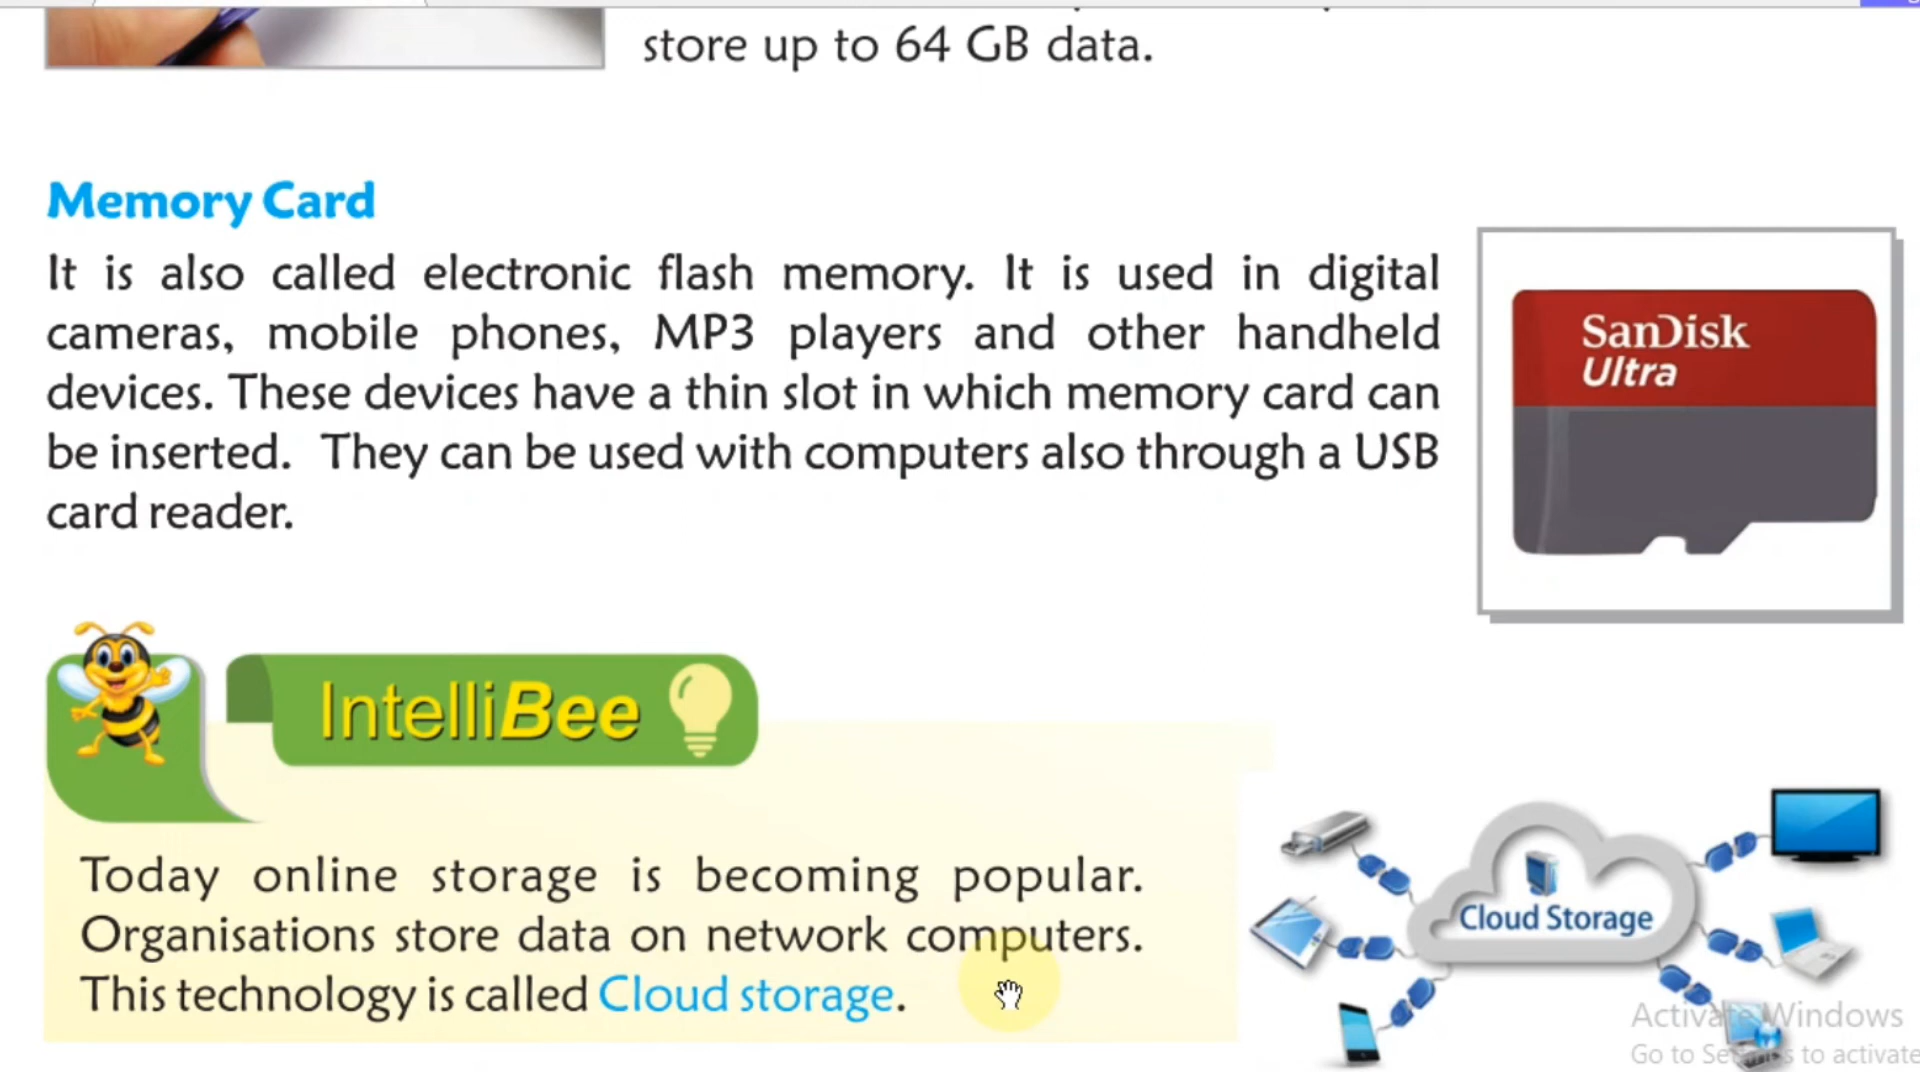 store up to 64 GB data.
Memory Card
It is also called electronic flash memory. It is used in digital
cameras, mobile phones, MP3 players and other handheld
devices. These devices have a thin slot in which memory card can
be inserted. They can be used with computers also through a USB
card reader.
SanDisk
Ultra
IntelliBee
Today online storage is becoming popular.
Organisations store data on network computers.
This technology is called Cloud storage.
Cloud Storage
Activate Windows
Go to Settings to activate